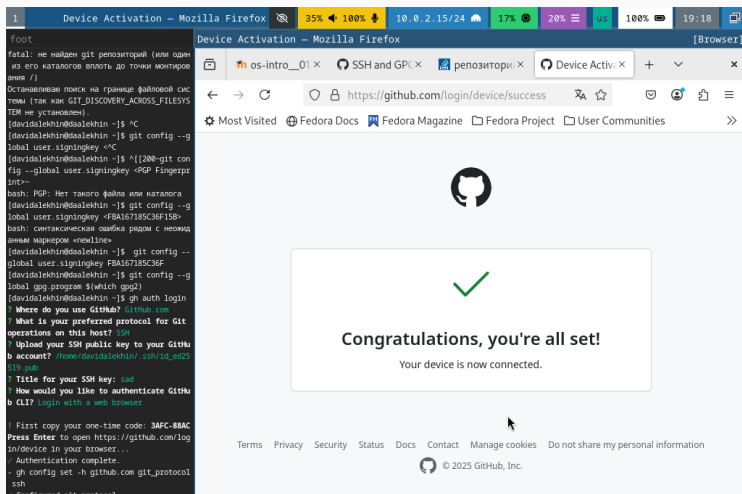 1 Device Activation — Mozilla Firefox 35% 100% 10.0.2.15/24 17% 20% us 100% 19:18
foot
fatal: не найден git репозиторий (или один
из его каталогов вплоть до точки монтиров
ания /)
Останавливаю поиск на границе файловой сис
темы (так как GIT_DISCOVERY_ACROSS_FILESYS
TEM не установлен).
[davidalekhin@daalekhin ~]$ ^C
[davidalekhin@daalekhin ~]$ git config --g
lobal user.signingkey <^C
[davidalekhin@daalekhin ~]$ ^[[200~git con
fig --global user.signingkey <PGP Fingerpr
int>~
bash: PGP: Нет такого файла или каталога
[davidalekhin@daalekhin ~]$ git config --g
lobal user.signingkey <FBA167185C36F15B>
bash: синтаксическая ошибка рядом с неожид
анным маркером «newline»
[davidalekhin@daalekhin ~]$  git config --
global user.signingkey FBA167185C36F
[davidalekhin@daalekhin ~]$ git config --g
lobal gpg.program $(which gpg2)
[davidalekhin@daalekhin ~]$ gh auth login
? Where do you use GitHub? GitHub.com
? What is your preferred protocol for Git
operations on this host? SSH
? Upload your SSH public key to your GitHu
b account? /home/davidalekhin/.ssh/id_ed25
519.pub
? Title for your SSH key: sad
? How would you like to authenticate GitHu
b CLI? Login with a web browser
! First copy your one-time code: 3AFC-88AC
Press Enter to open https://github.com/log
in/device in your browser...
✓ Authentication complete.
- gh config set -h github.com git_protocol
ssh
✓ Configured git protocol
Device Activation — Mozilla Firefox [Browser]
os-intro__01 SSH and GPG репозитори Device Activa
https://github.com/login/device/success
Most Visited Fedora Docs Fedora Magazine Fedora Project User Communities
Congratulations, you're all set!
Your device is now connected.
Terms Privacy Security Status Docs Contact Manage cookies Do not share my personal information
© 2025 GitHub, Inc.